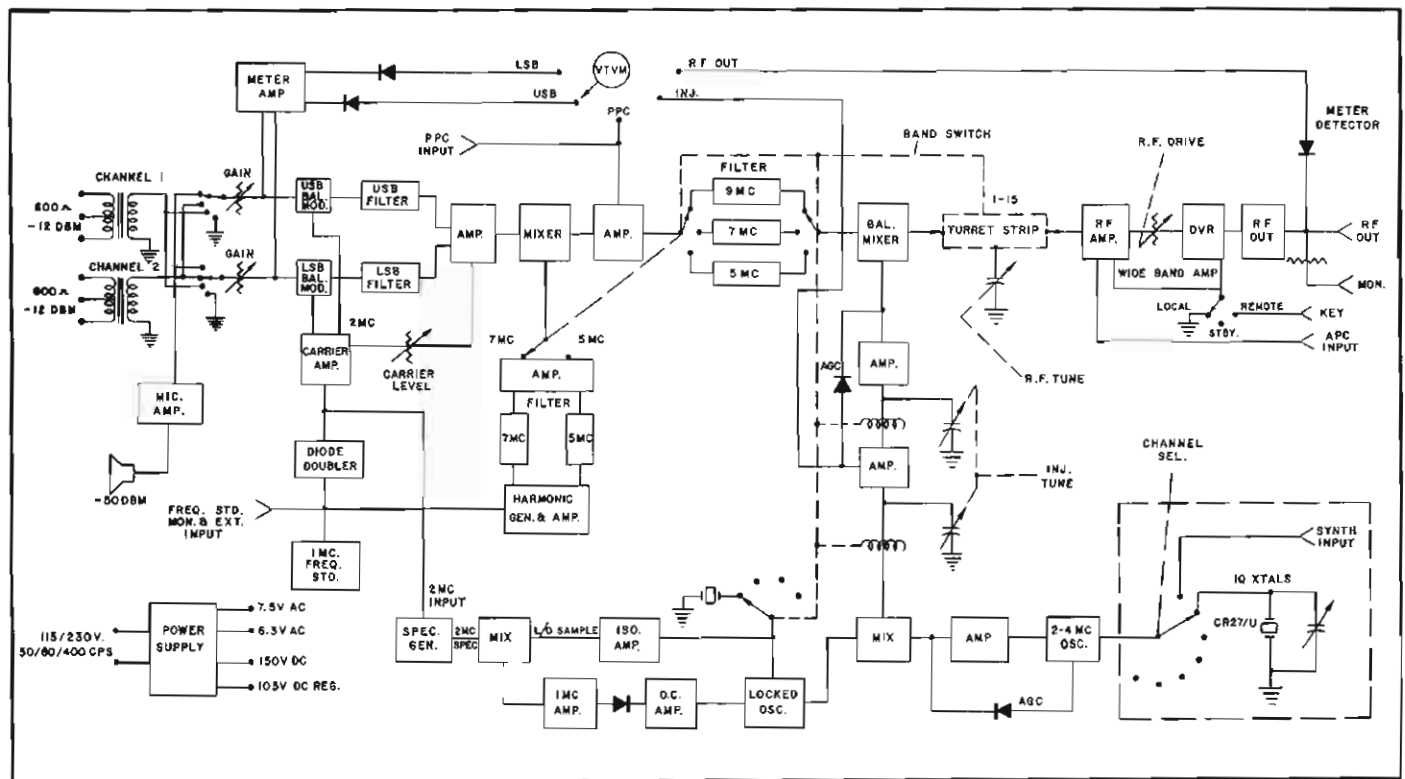 METER AMP
LSB
USB
VTVM
RF OUT
INJ.
PPC
PPC INPUT
METER DETECTOR
BAND SWITCH
R.F. DRIVE
CHANNEL 1
600 Ω
-12 DBM
GAIN
USB BAL. MOD.
USB FILTER
AMP.
MIXER
AMP.
FILTER
9 MC
7 MC
5 MC
BAL. MIXER
1-15
TURRET STRIP
RF AMP.
DVR
RF OUT
RF OUT
WIDE BAND AMP
MON.
CHANNEL 2
600 Ω
-12 DBM
GAIN
LSB BAL. MOD.
LSB FILTER
2MC
LOCAL
REMOTE
KEY
STBY.
APC INPUT
CARRIER AMP.
CARRIER LEVEL
7MC
5MC
AMP.
FILTER
7MC
5MC
AGC
AMP.
R.F. TUNE
MIC. AMP.
-50 DBM
DIODE DOUBLER
HARMONIC GEN. & AMP.
FREQ. STD. MON. & EXT. INPUT
1 MC. FREQ. STD.
AMP.
INJ. TUNE
CHANNEL SEL.
SYNTH INPUT
10 XTALS
CR27/U
2MC INPUT
115/230 V.
50/60/400 CPS
POWER SUPPLY
7.5V AC
6.3V AC
150V DC
105V DC REG.
SPEC. GEN.
2MC SPEC
MIX
L/O SAMPLE
ISO. AMP.
MIX
AMP
2-4 MC OSC.
1 MC AMP.
D.C. AMP.
LOCKED OSC.
AGC